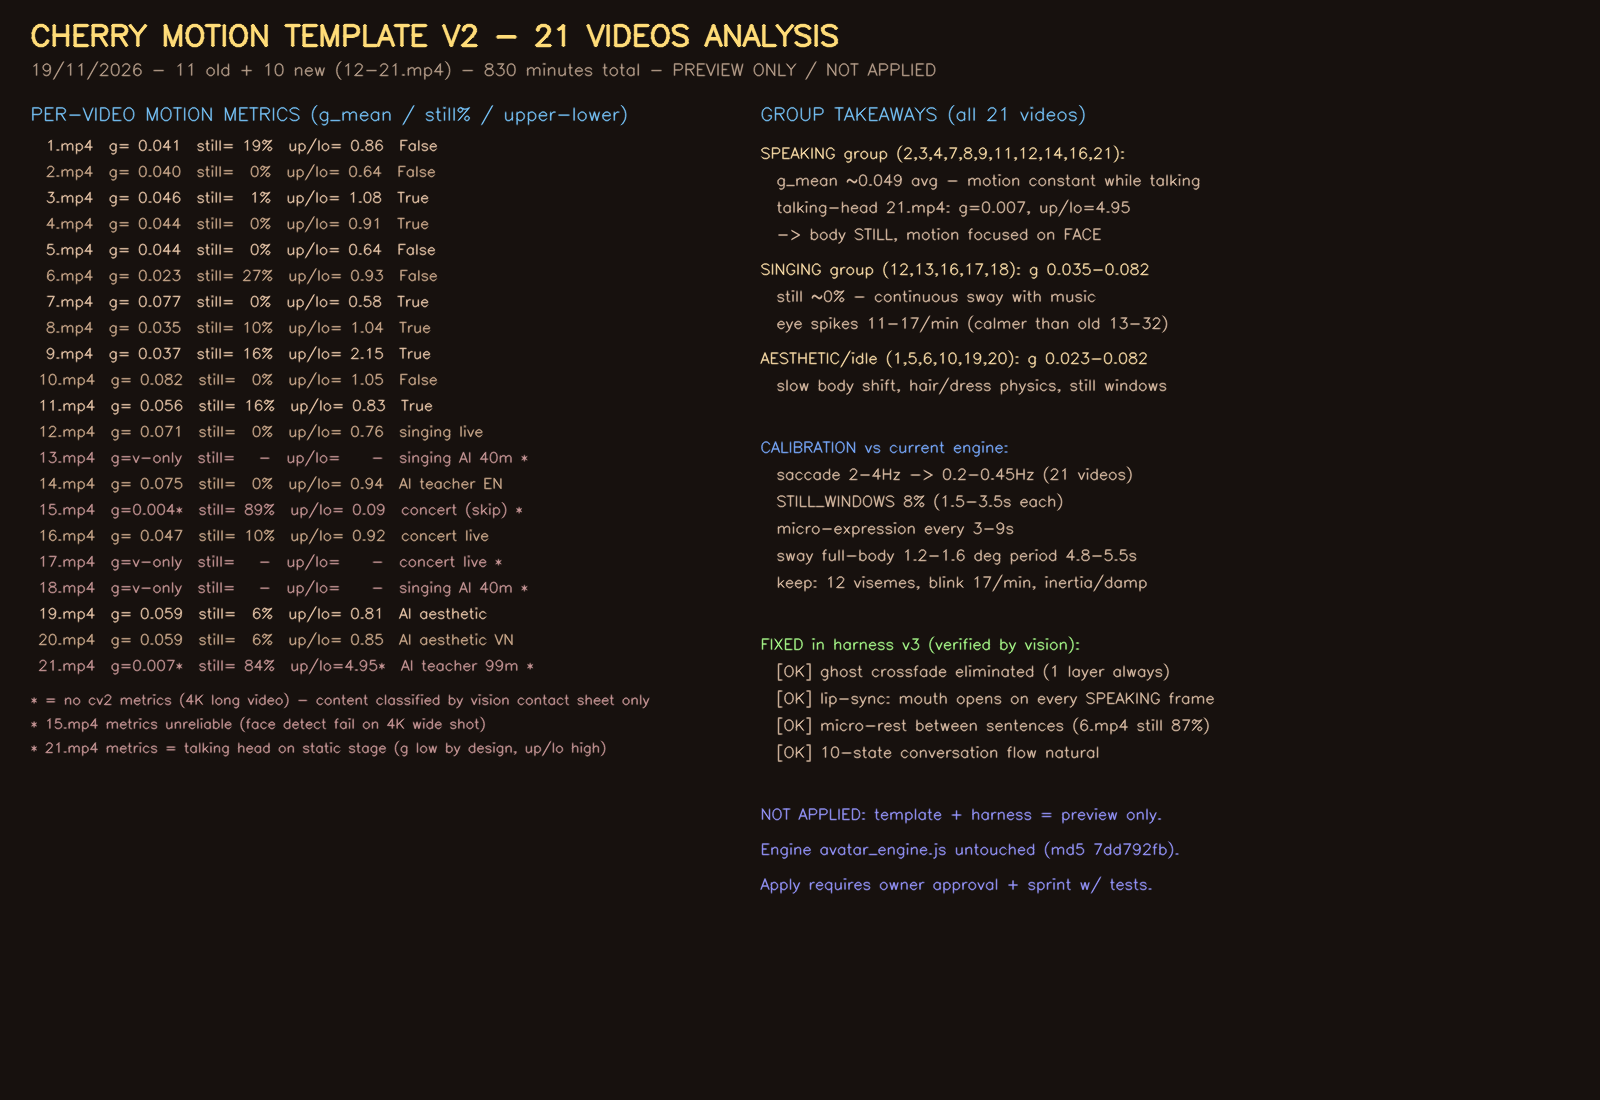 CHERRY MOTION TEMPLATE V2 - 21 VIDEOS ANALYSIS
19/11/2026 - 11 old + 10 new (12-21.mp4) - 830 minutes total - PREVIEW ONLY / NOT APPLIED
PER-VIDEO MOTION METRICS (g_mean / still% / upper-lower)
1.mp4 g= 0.041 still= 19% up/lo= 0.86 False
2.mp4 g= 0.040 still= 0% up/lo= 0.64 False
3.mp4 g= 0.046 still= 1% up/lo= 1.08 True
4.mp4 g= 0.044 still= 0% up/lo= 0.91 True
5.mp4 g= 0.044 still= 0% up/lo= 0.64 False
6.mp4 g= 0.023 still= 27% up/lo= 0.93 False
7.mp4 g= 0.077 still= 0% up/lo= 0.58 True
8.mp4 g= 0.035 still= 10% up/lo= 1.04 True
9.mp4 g= 0.037 still= 16% up/lo= 2.15 True
10.mp4 g= 0.082 still= 0% up/lo= 1.05 False
11.mp4 g= 0.056 still= 16% up/lo= 0.83 True
12.mp4 g= 0.071 still= 0% up/lo= 0.76 singing live
13.mp4 g=v-only still= - up/lo= - singing AI 40m *
14.mp4 g= 0.075 still= 0% up/lo= 0.94 AI teacher EN
15.mp4 g=0.004* still= 89% up/lo= 0.09 concert (skip) *
16.mp4 g= 0.047 still= 10% up/lo= 0.92 concert live
17.mp4 g=v-only still= - up/lo= - concert live *
18.mp4 g=v-only still= - up/lo= - singing AI 40m *
19.mp4 g= 0.059 still= 6% up/lo= 0.81 AI aesthetic
20.mp4 g= 0.059 still= 6% up/lo= 0.85 AI aesthetic VN
21.mp4 g=0.007* still= 84% up/lo=4.95* AI teacher 99m *
* = no cv2 metrics (4K long video) - content classified by vision contact sheet only
* 15.mp4 metrics unreliable (face detect fail on 4K wide shot)
* 21.mp4 metrics = talking head on static stage (g low by design, up/lo high)
GROUP TAKEAWAYS (all 21 videos)
SPEAKING group (2,3,4,7,8,9,11,12,14,16,21):
g_mean ~0.049 avg - motion constant while talking
talking-head 21.mp4: g=0.007, up/lo=4.95
-> body STILL, motion focused on FACE
SINGING group (12,13,16,17,18): g 0.035-0.082
still ~0% - continuous sway with music
eye spikes 11-17/min (calmer than old 13-32)
AESTHETIC/idle (1,5,6,10,19,20): g 0.023-0.082
slow body shift, hair/dress physics, still windows
CALIBRATION vs current engine:
saccade 2-4Hz -> 0.2-0.45Hz (21 videos)
STILL_WINDOWS 8% (1.5-3.5s each)
micro-expression every 3-9s
sway full-body 1.2-1.6 deg period 4.8-5.5s
keep: 12 visemes, blink 17/min, inertia/damp
FIXED in harness v3 (verified by vision):
[OK] ghost crossfade eliminated (1 layer always)
[OK] lip-sync: mouth opens on every SPEAKING frame
[OK] micro-rest between sentences (6.mp4 still 87%)
[OK] 10-state conversation flow natural
NOT APPLIED: template + harness = preview only.
Engine avatar_engine.js untouched (md5 7dd792fb).
Apply requires owner approval + sprint w/ tests.